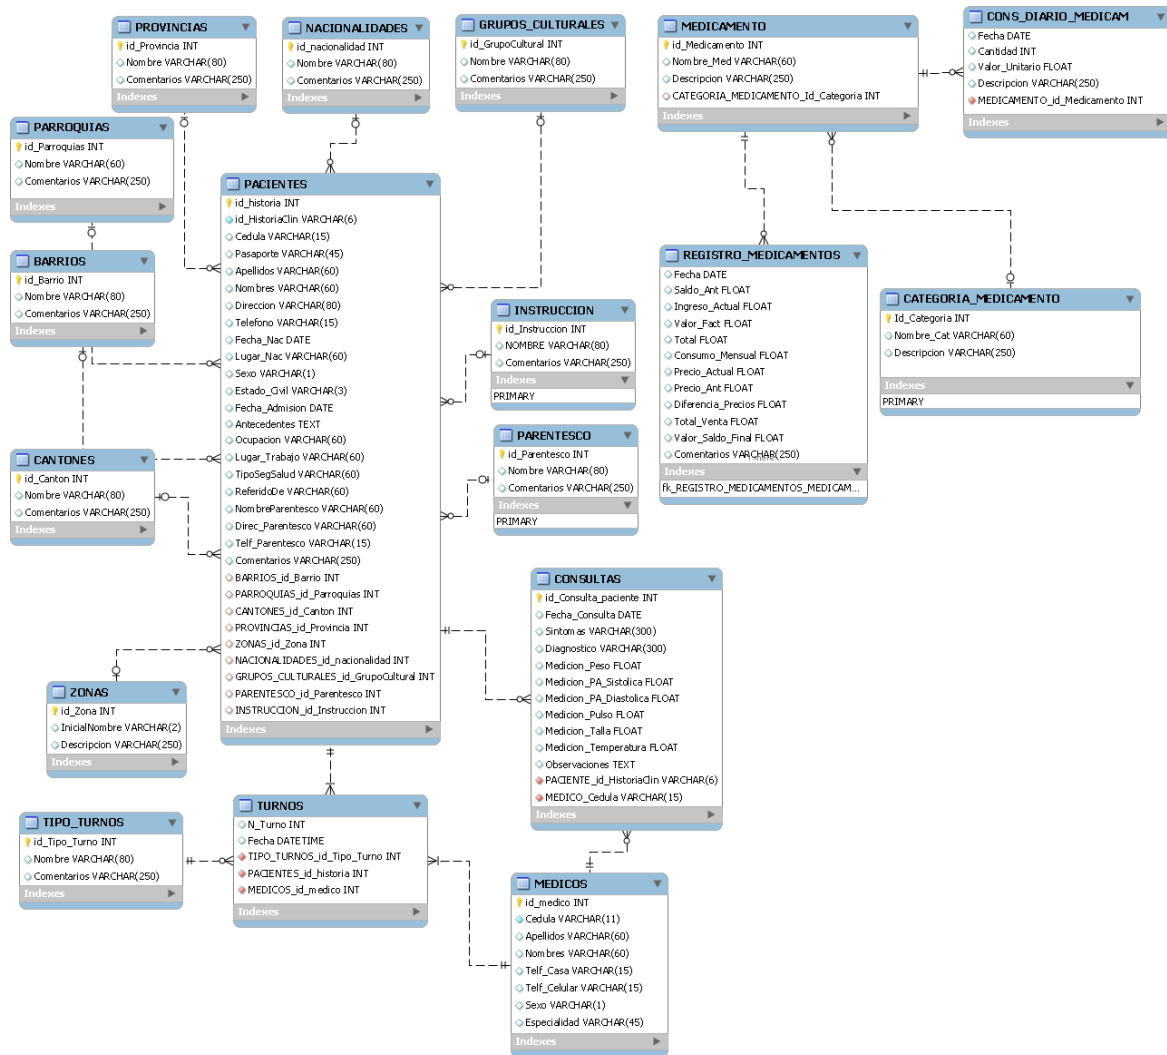 PROVINCIAS
id_Provincia INT
Nombre VARCHAR(80)
Comentarios VARCHAR(250)
Indexes
NACIONALIDADES
id_nacionalidad INT
Nombre VARCHAR(80)
Comentarios VARCHAR(250)
Indexes
GRUPOS_CULTURALES
id_GrupoCultural INT
Nombre VARCHAR(80)
Comentarios VARCHAR(250)
Indexes
MEDICAMENTO
id_Medicamento INT
Nombre_Med VARCHAR(60)
Descripcion VARCHAR(250)
CATEGORIA_MEDICAMENTO_Id_Categoria INT
Indexes
CONS_DIARIO_MEDICAM
Fecha DATE
Cantidad INT
Valor_Unitario FLOAT
Descripcion VARCHAR(250)
MEDICAMENTO_id_Medicamento INT
Indexes
PARROQUIAS
id_Parroquias INT
Nombre VARCHAR(60)
Comentarios VARCHAR(250)
Indexes
BARRIOS
id_Barrio INT
Nombre VARCHAR(80)
Comentarios VARCHAR(250)
Indexes
CANTONES
id_Canton INT
Nombre VARCHAR(80)
Comentarios VARCHAR(250)
Indexes
PACIENTES
id_historia INT
id_HistoriaClin VARCHAR(6)
Cedula VARCHAR(15)
Pasaporte VARCHAR(45)
Apellidos VARCHAR(60)
Nombres VARCHAR(60)
Direccion VARCHAR(80)
Telefono VARCHAR(15)
Fecha_Nac DATE
Lugar_Nac VARCHAR(60)
Sexo VARCHAR(1)
Estado_Civil VARCHAR(3)
Fecha_Admision DATE
Antecedentes TEXT
Ocupacion VARCHAR(60)
Lugar_Trabajo VARCHAR(60)
TipoSegSalud VARCHAR(60)
ReferidoDe VARCHAR(60)
NombreParentesco VARCHAR(60)
Direc_Parentesco VARCHAR(60)
Telf_Parentesco VARCHAR(15)
Comentarios VARCHAR(250)
BARRIOS_id_Barrio INT
PARROQUIAS_id_Parroquias INT
CANTONES_id_Canton INT
PROVINCIAS_id_Provincia INT
ZONAS_id_Zona INT
NACIONALIDADES_id_nacionalidad INT
GRUPOS_CULTURALES_id_GrupoCultural INT
PARENTESCO_id_Parentesco INT
INSTRUCCION_id_Instruccion INT
Indexes
INSTRUCCION
id_Instruccion INT
NOMBRE VARCHAR(80)
Comentarios VARCHAR(250)
Indexes
PRIMARY
PARENTESCO
id_Parentesco INT
Nombre VARCHAR(80)
Comentarios VARCHAR(250)
Indexes
PRIMARY
REGISTRO_MEDICAMENTOS
Fecha DATE
Saldo_Ant FLOAT
Ingreso_Actual FLOAT
Valor_Fact FLOAT
Total FLOAT
Consumo_Mensual FLOAT
Precio_Actual FLOAT
Precio_Ant FLOAT
Diferencia_Precios FLOAT
Total_Venta FLOAT
Valor_Saldo_Final FLOAT
Comentarios VARCHAR(250)
Indexes
fk_REGISTRO_MEDICAMENTOS_MEDICAM...
CATEGORIA_MEDICAMENTO
Id_Categoria INT
Nombre_Cat VARCHAR(60)
Descripcion VARCHAR(250)
Indexes
PRIMARY
CONSULTAS
id_Consulta_paciente INT
Fecha_Consulta DATE
Sintomas VARCHAR(300)
Diagnostico VARCHAR(300)
Medicion_Peso FLOAT
Medicion_PA_Sistolica FLOAT
Medicion_PA_Diastolica FLOAT
Medicion_Pulso FLOAT
Medicion_Talla FLOAT
Medicion_Temperatura FLOAT
Observaciones TEXT
PACIENTE_id_HistoriaClin VARCHAR(6)
MEDICO_Cedula VARCHAR(15)
Indexes
ZONAS
id_Zona INT
InicialNombre VARCHAR(2)
Descripcion VARCHAR(250)
Indexes
TIPO_TURNOS
id_Tipo_Turno INT
Nombre VARCHAR(80)
Comentarios VARCHAR(250)
Indexes
TURNOS
N_Turno INT
Fecha DATETIME
TIPO_TURNOS_id_Tipo_Turno INT
PACIENTES_id_historia INT
MEDICOS_id_medico INT
Indexes
MEDICOS
id_medico INT
Cedula VARCHAR(11)
Apellidos VARCHAR(60)
Nombres VARCHAR(60)
Telf_Casa VARCHAR(15)
Telf_Celular VARCHAR(15)
Sexo VARCHAR(1)
Especialidad VARCHAR(45)
Indexes